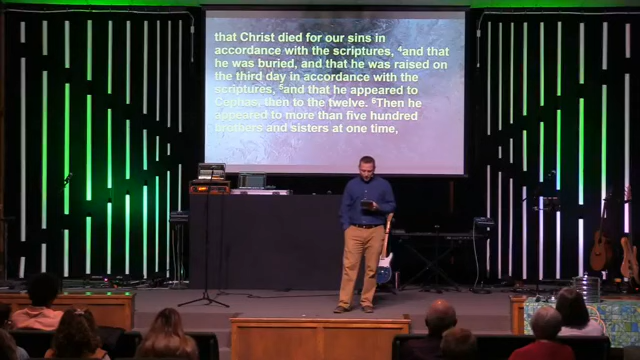 that Christ died for our sins in
accordance with the scriptures, ⁴and that
he was buried, and that he was raised on
the third day in accordance with the
scriptures, ⁵and that he appeared to
Cephas, then to the twelve. ⁶Then he
appeared to more than five hundred
brothers and sisters at one time,